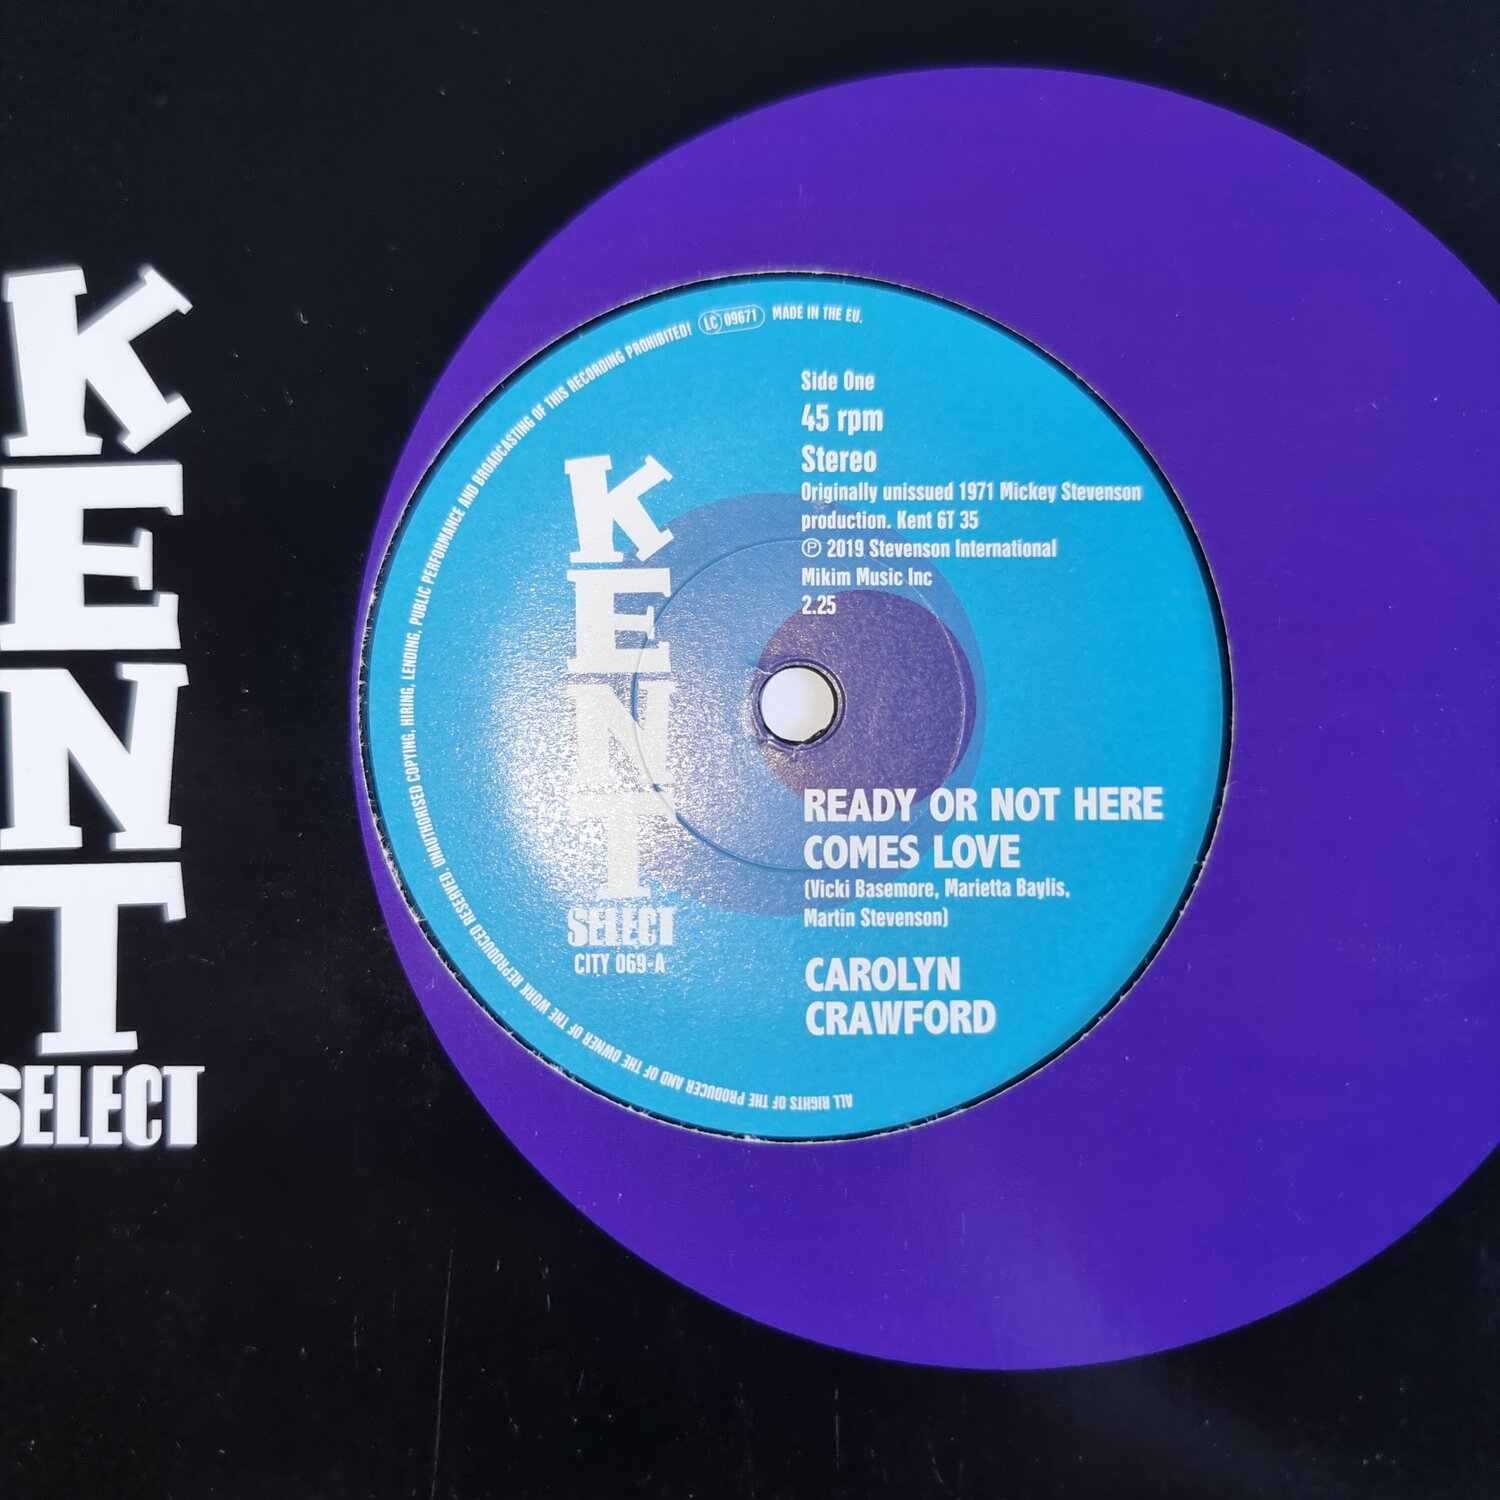 KENT
SELECT
ALL RIGHTS OF THE PRODUCER AND OF THE OWNER OF THE WORK REPRODUCED RESERVED. UNAUTHORISED COPYING, HIRING, LENDING, PUBLIC PERFORMANCE AND BROADCASTING OF THIS RECORDING PROHIBITED! LC 09671 MADE IN THE EU.
Side One
45 rpm
Stereo
Originally unissued 1971 Mickey Stevenson
production. Kent 6T 35
℗ 2019 Stevenson International
Mikim Music Inc
2.25
KENT
SELECT
CITY 069-A
READY OR NOT HERE
COMES LOVE
(Vicki Basemore, Marietta Baylis,
Martin Stevenson)
CAROLYN
CRAWFORD